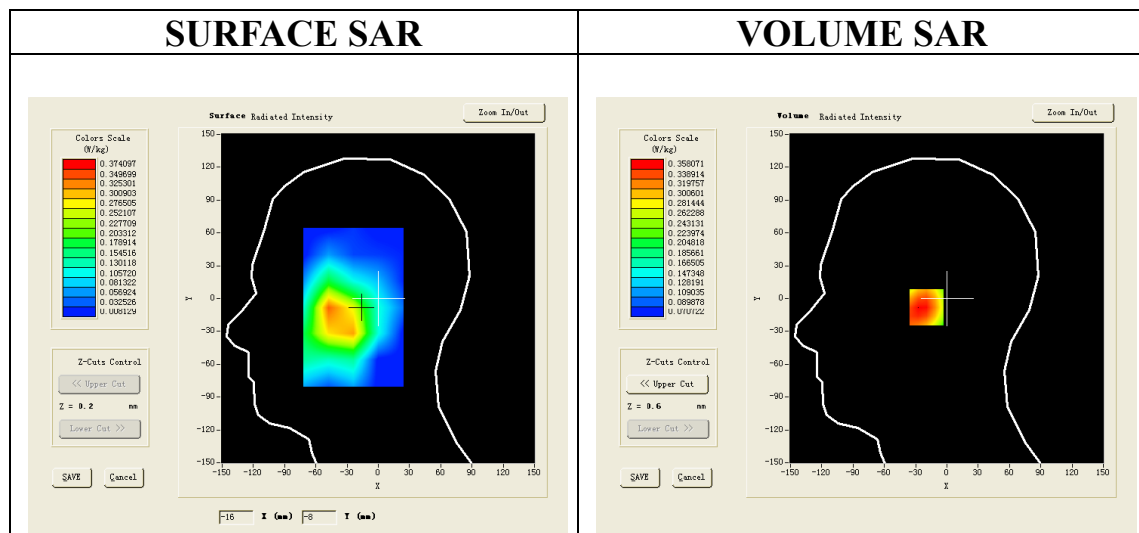 SURFACE SAR
VOLUME SAR
Surface Radiated Intensity
Zoom In/Out
Colors Scale
(W/kg)
0.374097
0.349699
0.325301
0.300903
0.276505
0.252107
0.227709
0.203312
0.178914
0.154516
0.130118
0.105720
0.081322
0.056924
0.032526
0.008129
Z-Cuts Control
<< Upper Cut
Z = 0.2 mm
Lower Cut >>
SAVE Cancel
150
120
90
60
30
0
-30
-60
-90
-120
-150
Y
-150 -120 -90 -60 -30 0 30 60 90 120 150
X
-16 X (mm) -8 Y (mm)
Volume Radiated Intensity
Zoom In/Out
Colors Scale
(W/kg)
0.358071
0.338914
0.319757
0.300601
0.281444
0.262288
0.243131
0.223974
0.204818
0.185661
0.166505
0.147348
0.128191
0.109035
0.089878
0.070722
Z-Cuts Control
<< Upper Cut
Z = 0.6 mm
Lower Cut >>
SAVE Cancel
150
120
90
60
30
0
-30
-60
-90
-120
-150
Y
-150 -120 -90 -60 -30 0 30 60 90 120 150
X